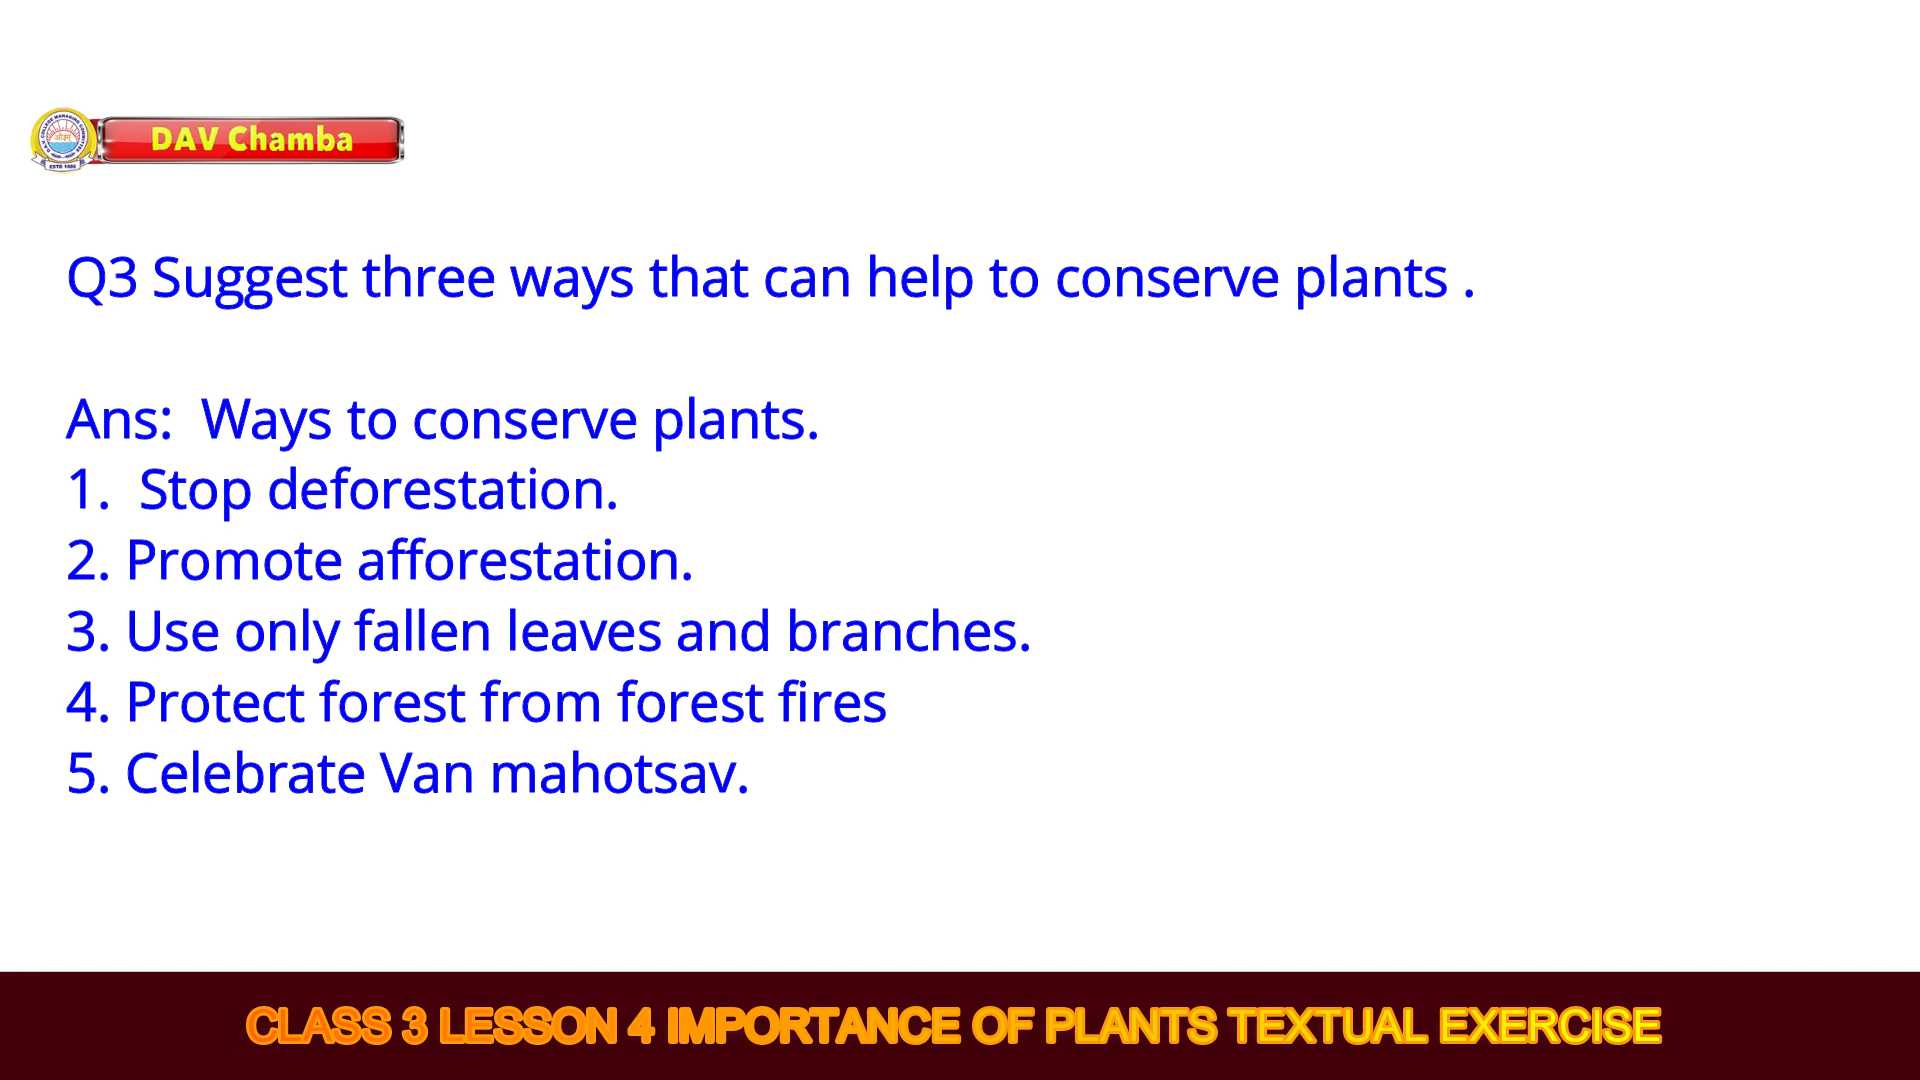 DAV Chamba
Q3 Suggest three ways that can help to conserve plants .
Ans:  Ways to conserve plants.
1.  Stop deforestation.
2. Promote afforestation.
3. Use only fallen leaves and branches.
4. Protect forest from forest fires
5. Celebrate Van mahotsav.
CLASS 3 LESSON 4 IMPORTANCE OF PLANTS TEXTUAL EXERCISE